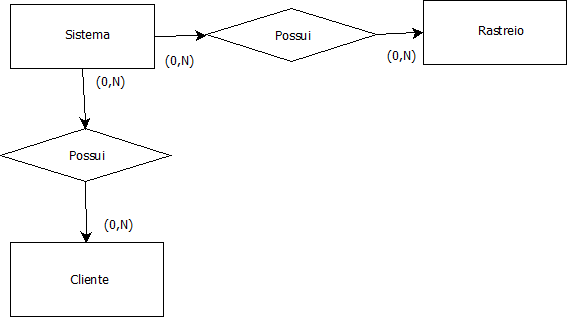 Sistema
Possui
Rastreio
(0,N)
(0,N)
(0,N)
Possui
(0,N)
Cliente